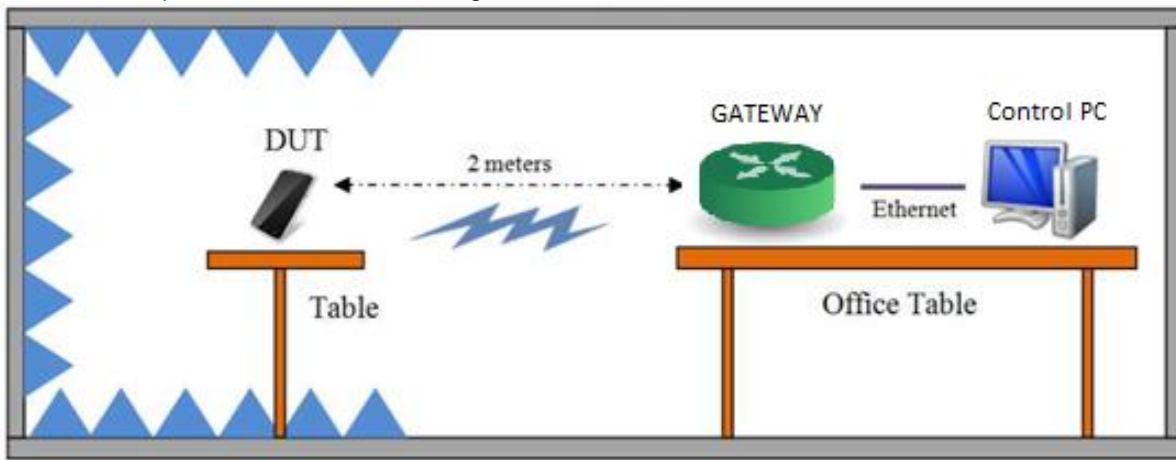 GATEWAY
Control PC
DUT
2 meters
Ethernet
Table
Office Table